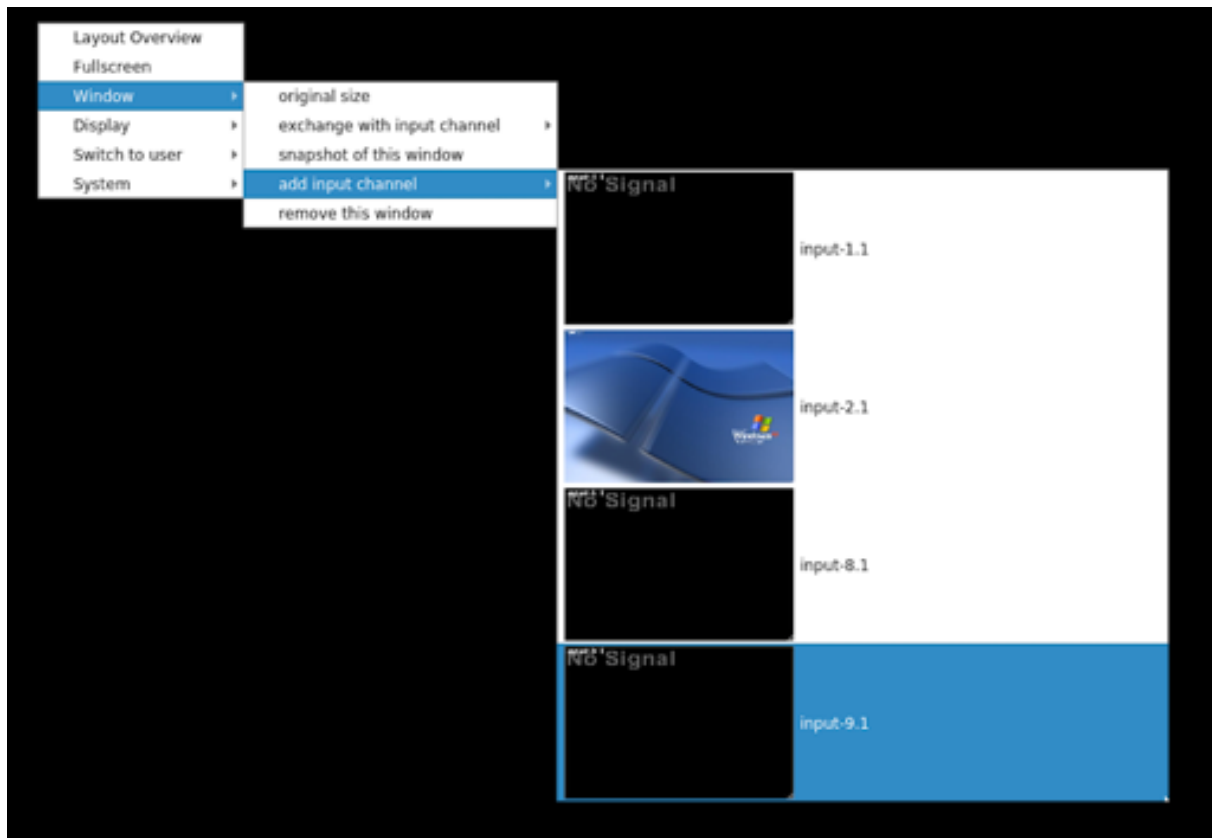 Layout Overview
Fullscreen
Window
Display
Switch to user
System
original size
exchange with input channel
snapshot of this window
add input channel
remove this window
No Signal
input-1.1
Windows
input-2.1
No Signal
input-8.1
No Signal
input-9.1